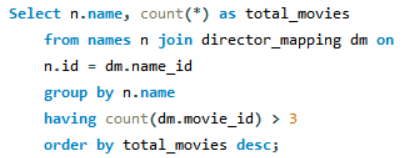 Select n.name, count(*) as total_movies
from names n join director_mapping dm on
n.id = dm.name_id
group by n.name
having count(dm.movie_id) > 3
order by total_movies desc;